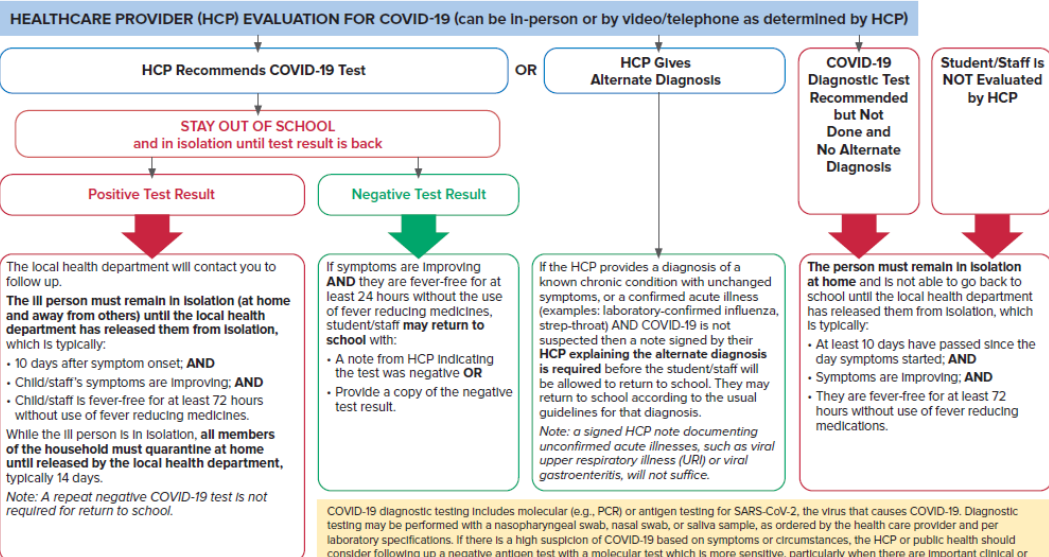 HEALTHCARE PROVIDER (HCP) EVALUATION FOR COVID-19 (can be in-person or by video/telephone as determined by HCP)
HCP Recommends COVID-19 Test
OR
HCP Gives
Alternate Diagnosis
COVID-19
Diagnostic Test
Recommended
but Not
Done and
No Alternate
Diagnosis
Student/Staff is
NOT Evaluated
by HCP
STAY OUT OF SCHOOL
and in isolation until test result is back
Positive Test Result
Negative Test Result
The local health department will contact you to
follow up.
The ill person must remain in isolation (at home
and away from others) until the local health
department has released them from isolation,
which is typically:
• 10 days after symptom onset; AND
• Child/staff's symptoms are improving; AND
• Child/staff is fever-free for at least 72 hours
without use of fever reducing medicines.
While the ill person is in isolation, all members
of the household must quarantine at home
until released by the local health department,
typically 14 days.
Note: A repeat negative COVID-19 test is not
required for return to school.
If symptoms are improving
AND they are fever-free for at
least 24 hours without the use
of fever reducing medicines,
student/staff may return to
school with:
• A note from HCP indicating
the test was negative OR
• Provide a copy of the negative
test result.
If the HCP provides a diagnosis of a
known chronic condition with unchanged
symptoms, or a confirmed acute illness
(examples: laboratory-confirmed influenza,
strep-throat) AND COVID-19 is not
suspected then a note signed by their
HCP explaining the alternate diagnosis
is required before the student/staff will
be allowed to return to school. They may
return to school according to the usual
guidelines for that diagnosis.
Note: a signed HCP note documenting
unconfirmed acute illnesses, such as viral
upper respiratory illness (URI) or viral
gastroenteritis, will not suffice.
The person must remain in isolation
at home and is not able to go back to
school until the local health department
has released them from isolation, which
is typically:
• At least 10 days have passed since the
day symptoms started; AND
• Symptoms are improving; AND
• They are fever-free for at least 72
hours without use of fever reducing
medications.
COVID-19 diagnostic testing includes molecular (e.g., PCR) or antigen testing for SARS-CoV-2, the virus that causes COVID-19. Diagnostic
testing may be performed with a nasopharyngeal swab, nasal swab, or saliva sample, as ordered by the health care provider and per
laboratory specifications. If there is a high suspicion of COVID-19 based on symptoms or circumstances, the HCP or public health should
consider following up a negative antigen test with a molecular test which is more sensitive, particularly when there are important clinical or